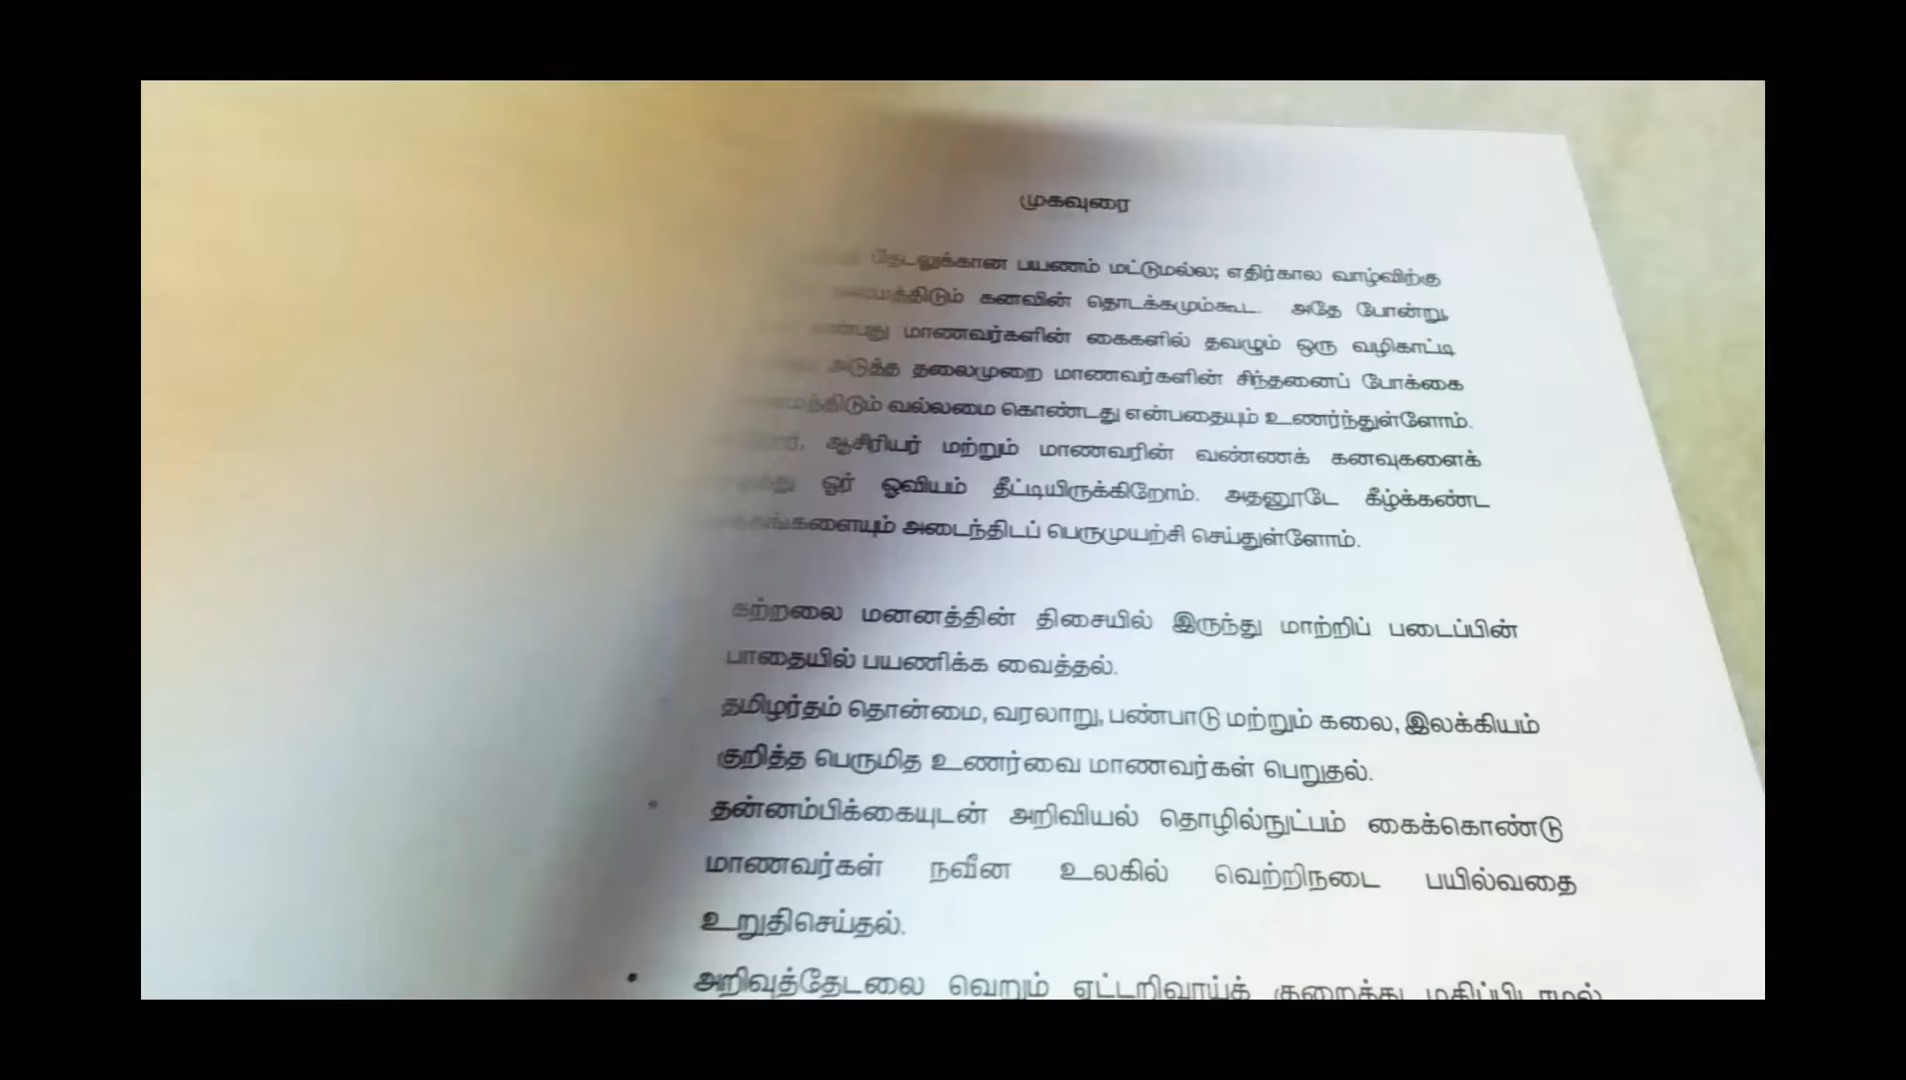 முகவுரை
தேடலுக்கான பயணம் மட்டுமல்ல; எதிர்கால வாழ்விற்கு
கனவின் தொடக்கமும்கூட. அதே போன்று,
மாணவர்களின் கைகளில் தவழும் ஒரு வழிகாட்டி
அடுத்த தலைமுறை மாணவர்களின் சிந்தனைப் போக்கை
வல்லமை கொண்டது என்பதையும் உணர்ந்துள்ளோம்.
ஆசிரியர் மற்றும் மாணவரின் வண்ணக் கனவுகளைக்
ஓர் ஓவியம் தீட்டியிருக்கிறோம். அதனூடே கீழ்க்கண்ட
அடைந்திடப் பெருமுயற்சி செய்துள்ளோம்.
கற்றலை மனனத்தின் திசையில் இருந்து மாற்றிப் படைப்பின்
பாதையில் பயணிக்க வைத்தல்.
தமிழர்தம் தொன்மை, வரலாறு, பண்பாடு மற்றும் கலை, இலக்கியம்
குறித்த பெருமித உணர்வை மாணவர்கள் பெறுதல்.
• தன்னம்பிக்கையுடன் அறிவியல் தொழில்நுட்பம் கைக்கொண்டு
மாணவர்கள் நவீன உலகில் வெற்றிநடை பயில்வதை
உறுதிசெய்தல்.
• அறிவுத்தேடலை வெறும் ஏட்டறிவாய்க் குறைத்து மதிப்பிடாமல்